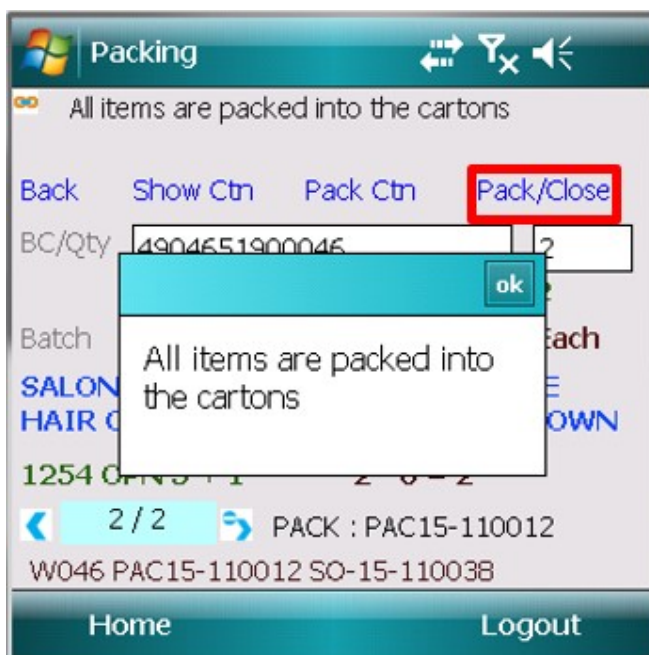 Packing
All items are packed into the cartons
Back Show Ctn Pack Ctn Pack/Close
BC/Qty 4904651900046 2
ok
Batch Each
All items are packed into
the cartons
SALON
HAIR OWN
1254
2 / 2 PACK : PAC15-110012
W046 PAC15-110012 SO-15-110038
Home Logout